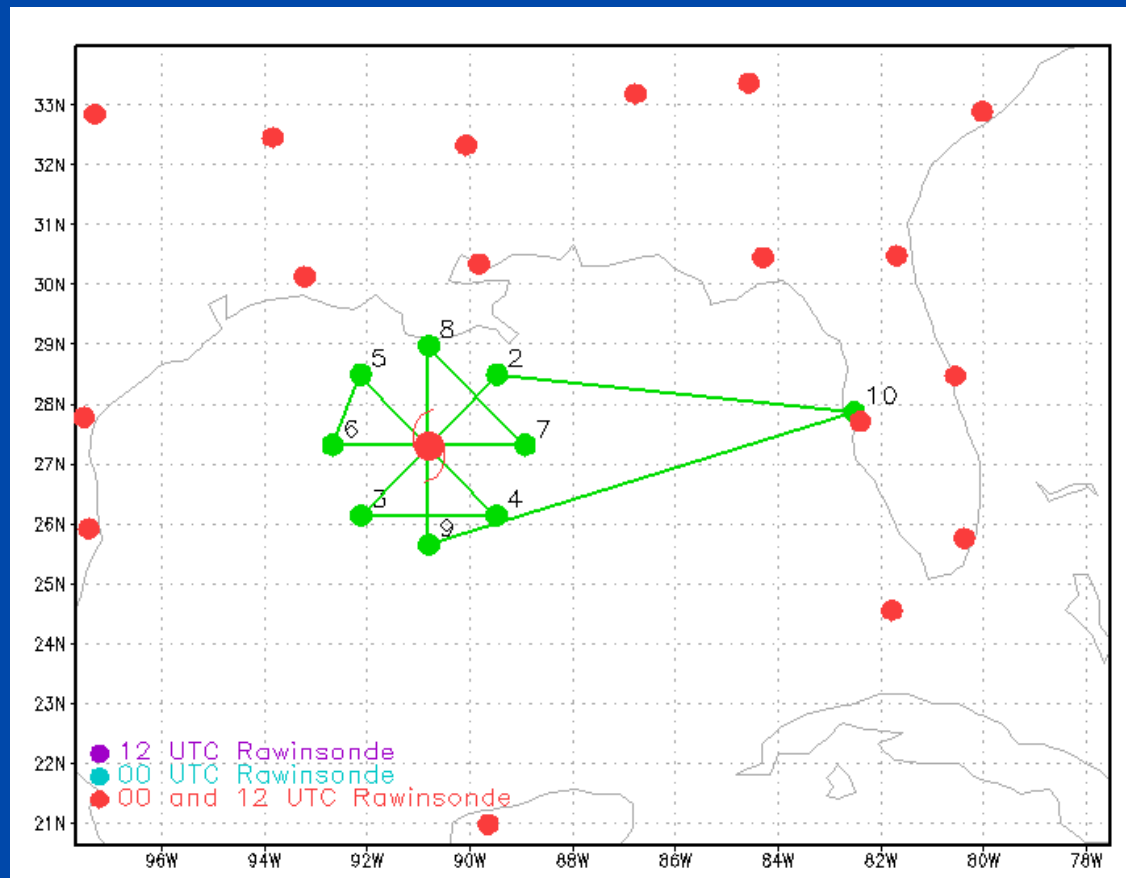 33N
32N
31N
30N
29N
8
5
2
28N
10
6
7
27N
3
4
26N
9
25N
24N
23N
12 UTC Rawinsonde
22N
00 UTC Rawinsonde
00 and 12 UTC Rawinsonde
21N
96W 94W 92W 90W 88W 86W 84W 82W 80W 78W